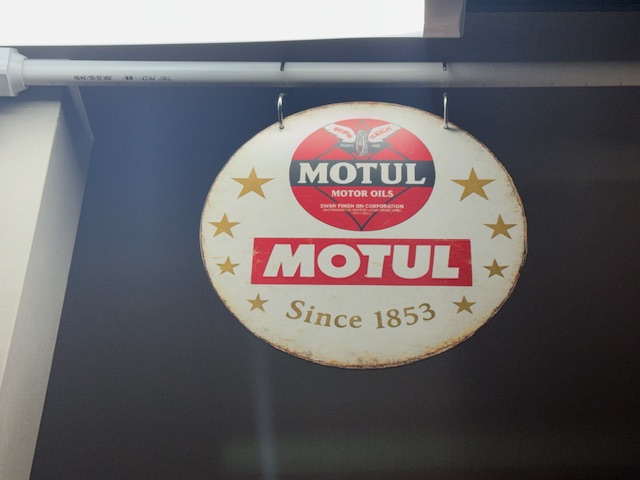 MOTUL
MOTOR OILS
SWAN FINCH OIL CORPORATION
MOTUL
Since 1853